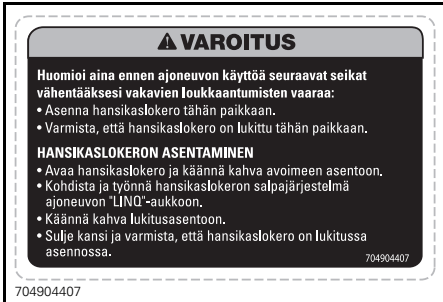 ⚠ VAROITUS
Huomioi aina ennen ajoneuvon käyttöä seuraavat seikat
vähentääksesi vakavien loukkaantumisten vaaraa:
• Asenna hansikaslokero tähän paikkaan.
• Varmista, että hansikaslokero on lukittu tähän paikkaan.
HANSIKASLOKERON ASENTAMINEN
• Avaa hansikaslokero ja käännä kahva avoimeen asentoon.
• Kohdista ja työnnä hansikaslokeron salpajärjestelmä
ajoneuvon "LINQ"-aukkoon.
• Käännä kahva lukitusasentoon.
• Sulje kansi ja varmista, että hansikaslokero on lukitussa
asennossa.
704904407
704904407